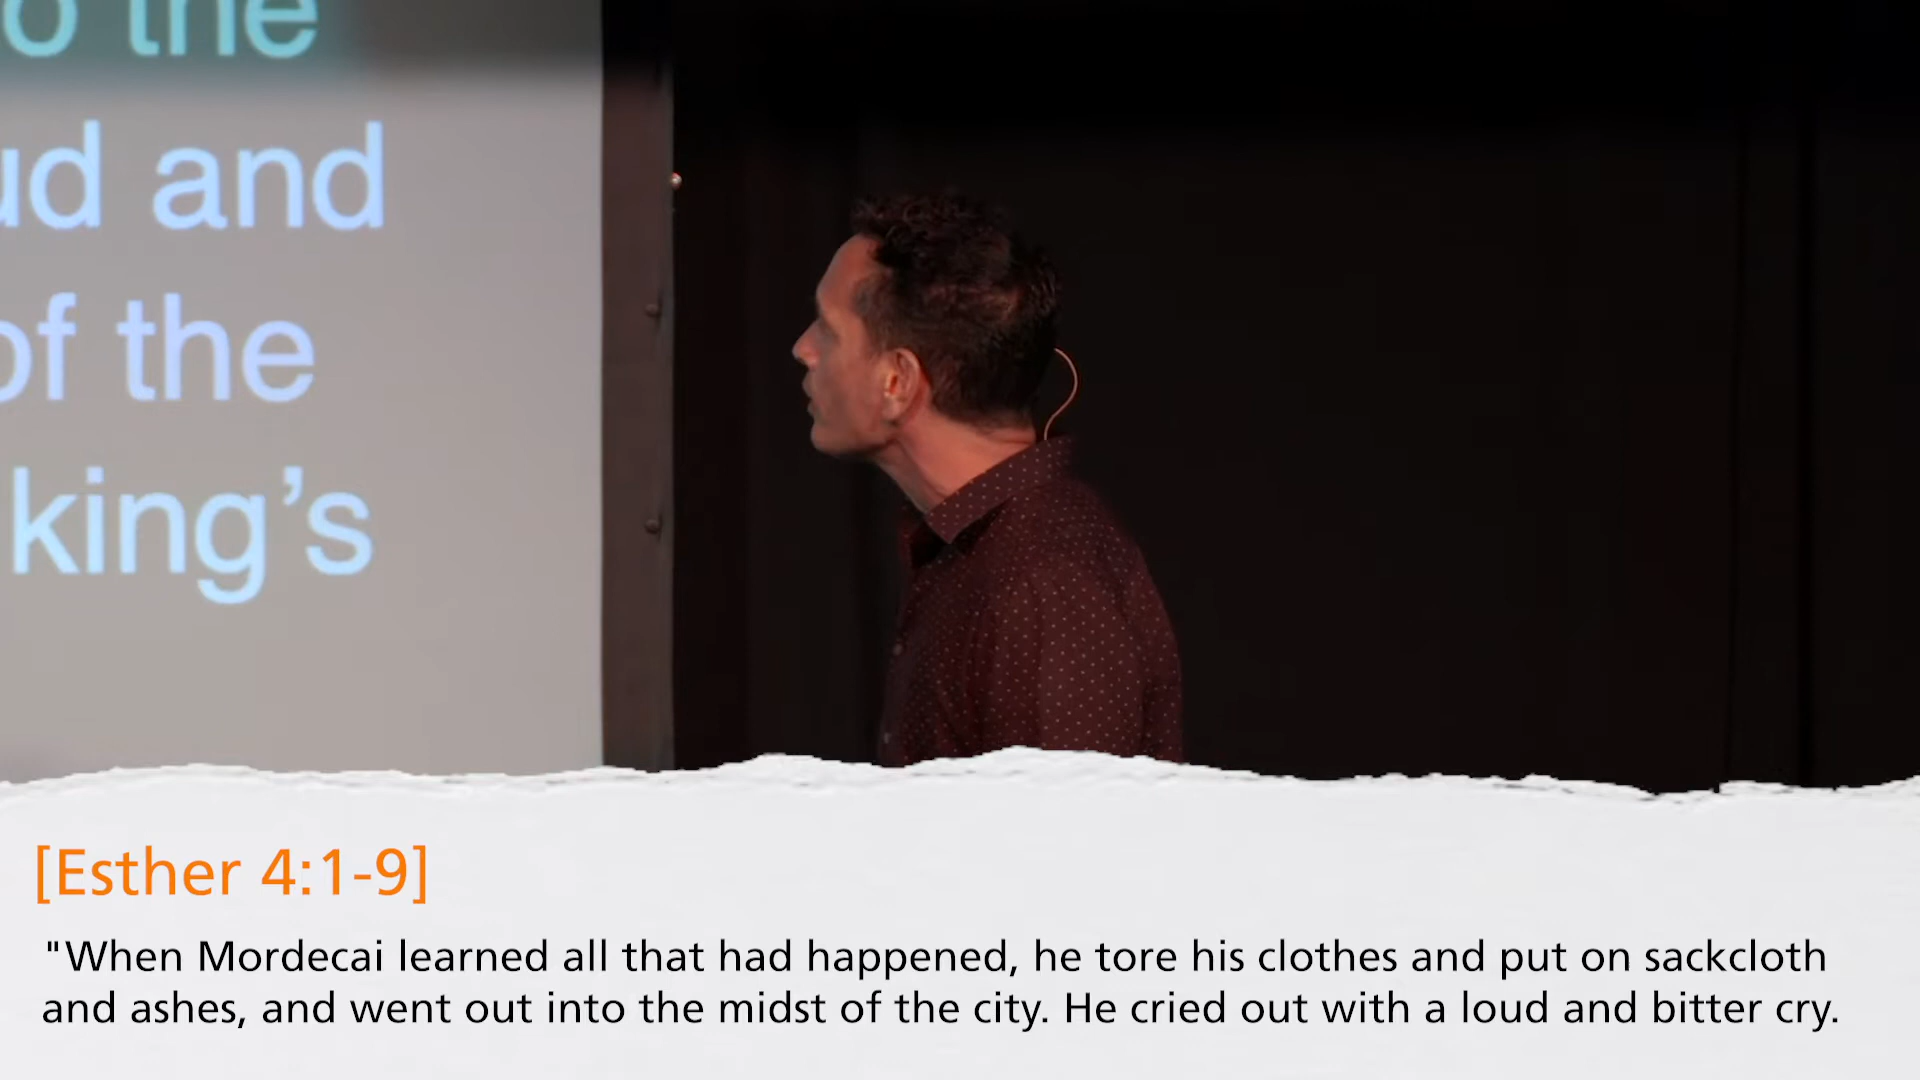 o the
ud and
of the
king’s
[Esther 4:1-9]
"When Mordecai learned all that had happened, he tore his clothes and put on sackcloth
and ashes, and went out into the midst of the city. He cried out with a loud and bitter cry.